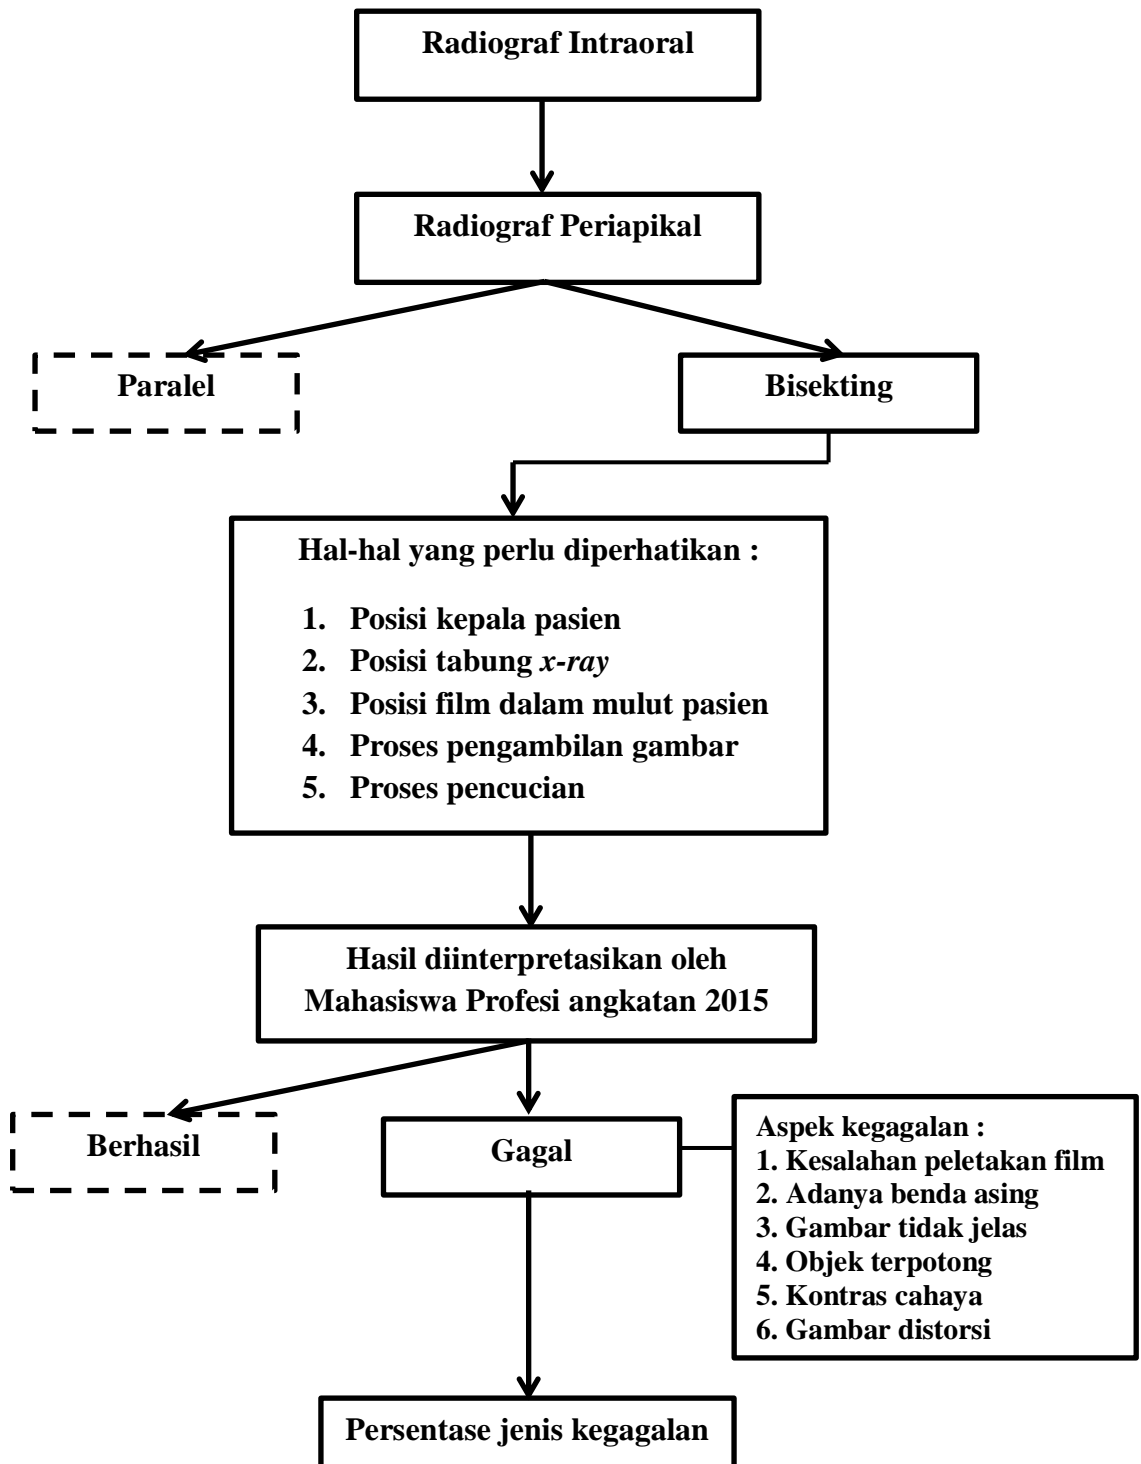 Radiograf Intraoral
Radiograf Periapikal
Paralel
Bisekting
Hal-hal yang perlu diperhatikan :
1. Posisi kepala pasien
2. Posisi tabung x-ray
3. Posisi film dalam mulut pasien
4. Proses pengambilan gambar
5. Proses pencucian
Hasil diinterpretasikan oleh
Mahasiswa Profesi angkatan 2015
Berhasil
Gagal
Aspek kegagalan :
1. Kesalahan peletakan film
2. Adanya benda asing
3. Gambar tidak jelas
4. Objek terpotong
5. Kontras cahaya
6. Gambar distorsi
Persentase jenis kegagalan